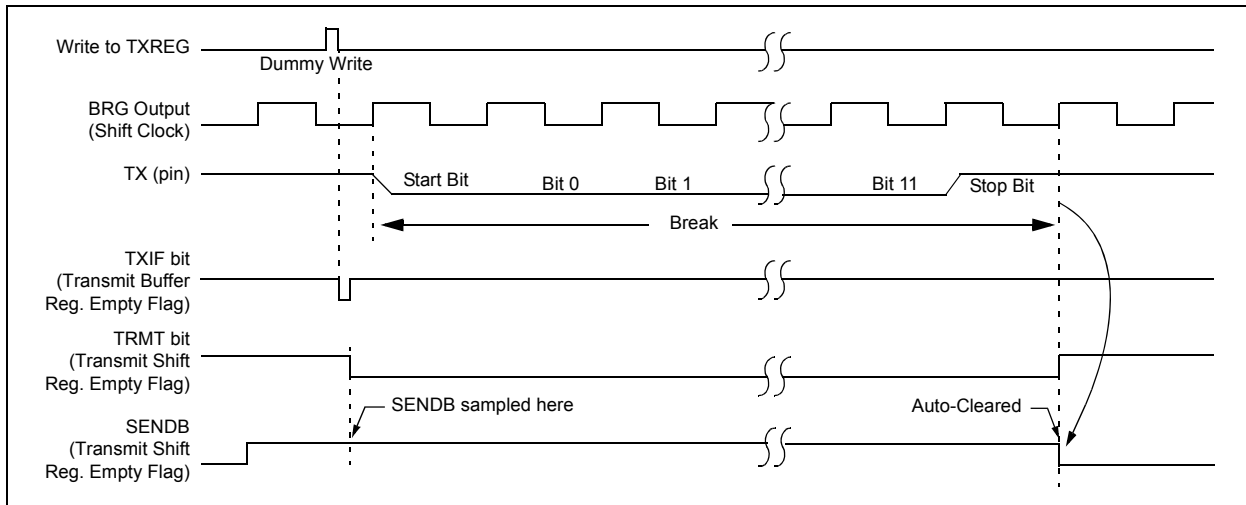 Write to TXREG
Dummy Write
BRG Output
(Shift Clock)
TX (pin)
Start Bit
Bit 0
Bit 1
Bit 11
Stop Bit
Break
TXIF bit
(Transmit Buffer
Reg. Empty Flag)
TRMT bit
(Transmit Shift
Reg. Empty Flag)
SENDB sampled here
Auto-Cleared
SENDB
(Transmit Shift
Reg. Empty Flag)